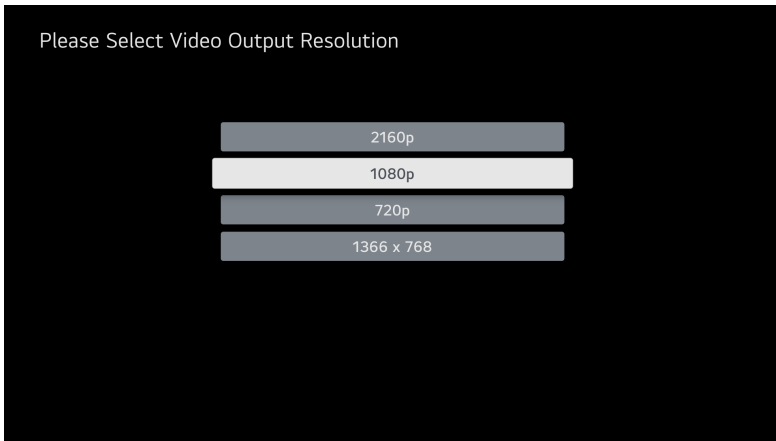 Please Select Video Output Resolution
2160p
1080p
720p
1366 x 768